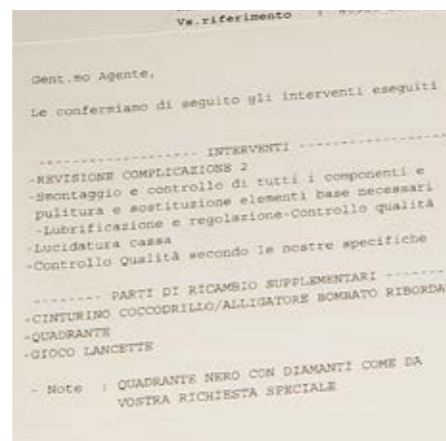 Vs.riferimento :
Gent.mo Agente,
Le confermiamo di seguito gli interventi eseguiti
------------------ INTERVENTI ------------------
-REVISIONE COMPLICAZIONE 2
-Smontaggio e controllo di tutti i componenti e
pulitura e sostituzione elementi base necessari
-Lubrificazione e regolazione-Controllo qualità
-Lucidatura cassa
-Controllo Qualità secondo le nostre specifiche
-------- PARTI DI RICAMBIO SUPPLEMENTARI --------
-CINTURINO COCCODRILLO/ALLIGATORE BOMBATO RIBORDA
-QUADRANTE
-GIOCO LANCETTE
- Note : QUADRANTE NERO CON DIAMANTI COME DA
VOSTRA RICHIESTA SPECIALE